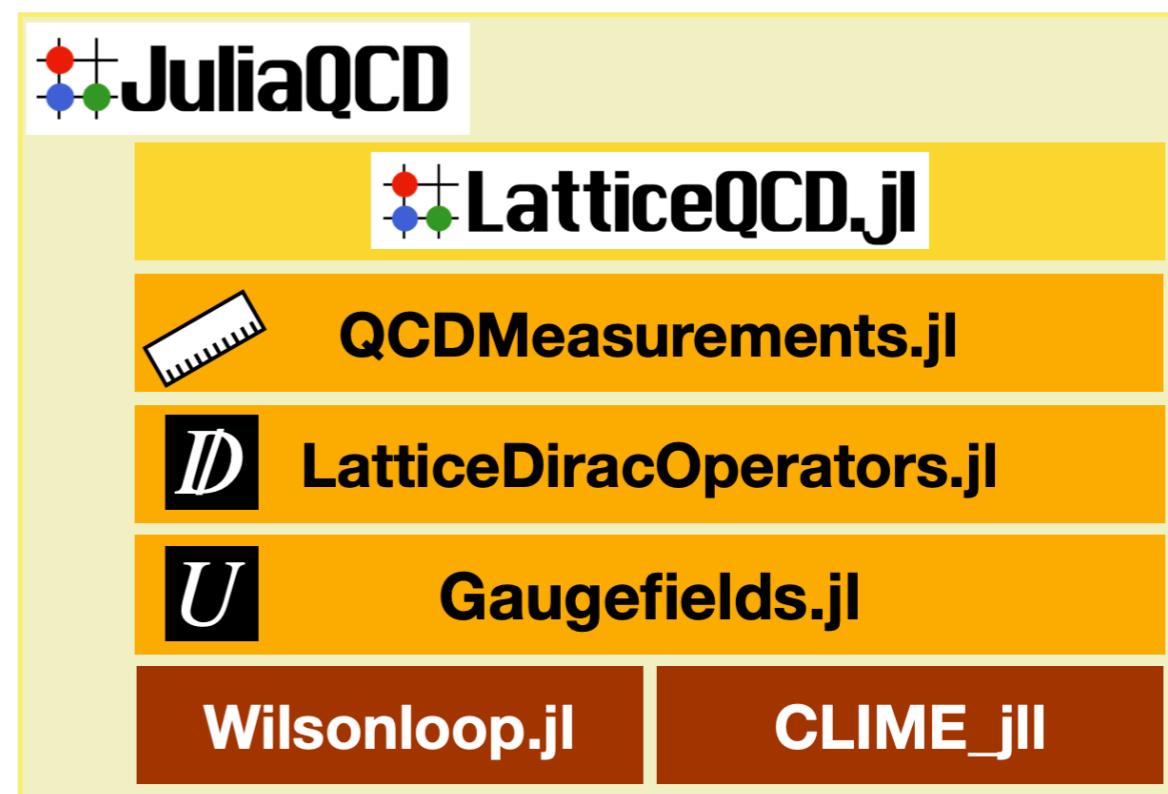 JuliaQCD
LatticeQCD.jl
QCDMeasurements.jl
D LatticeDiracOperators.jl
U Gaugefields.jl
Wilsonloop.jl CLIME_jll